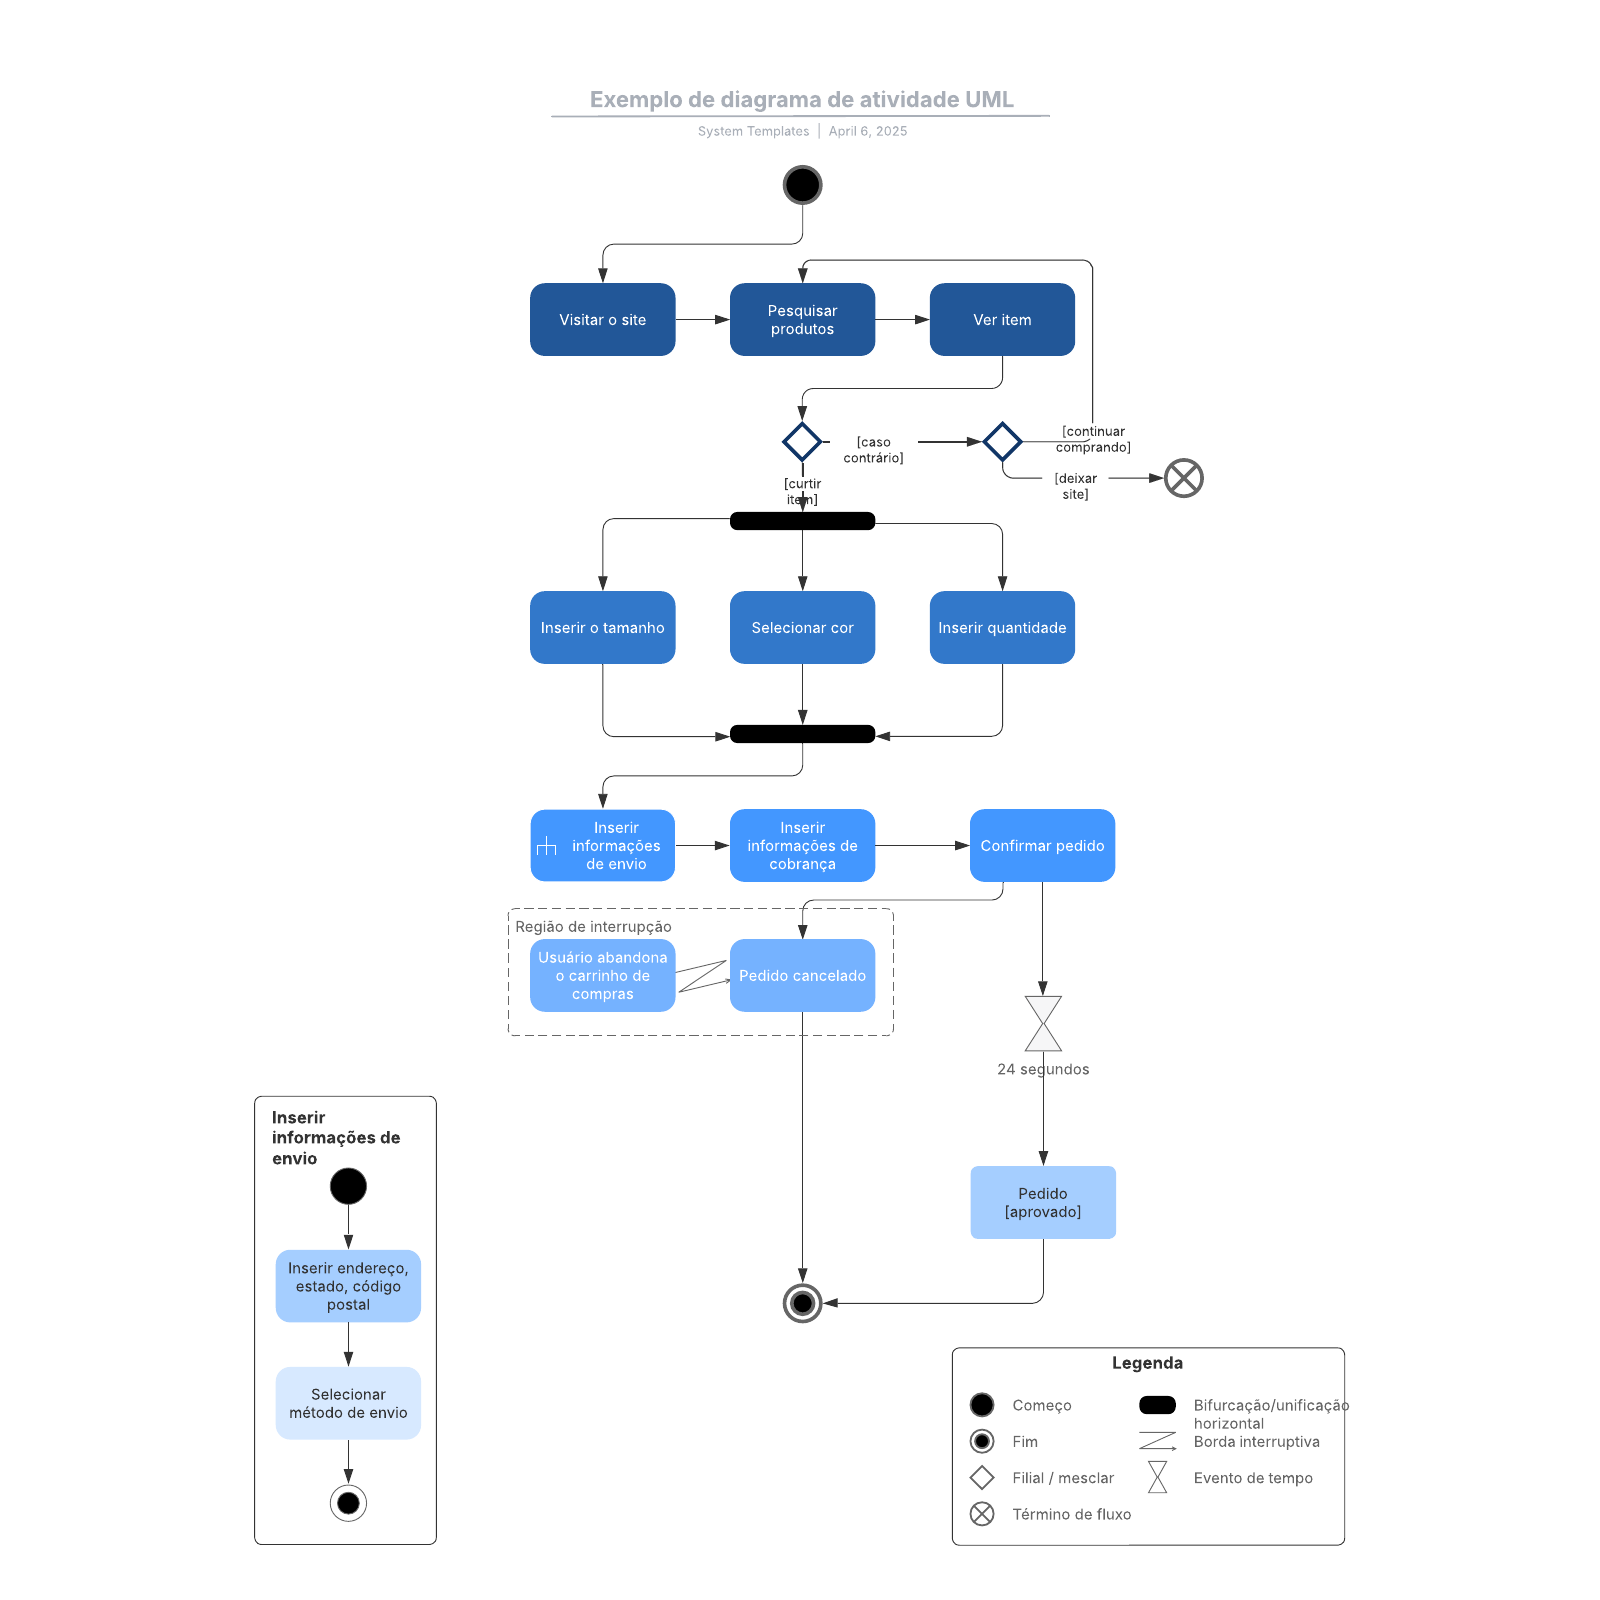 Exemplo de diagrama de atividade UML
System Templates | April 6, 2025
Visitar o site
Pesquisar
produtos
Ver item
[caso
contrário]
[continuar
comprando]
[curtir
item]
[deixar
site]
Inserir o tamanho
Selecionar cor
Inserir quantidade
Inserir
informações
de envio
Inserir
informações de
cobrança
Confirmar pedido
Região de interrupção
Usuário abandona
o carrinho de
compras
Pedido cancelado
24 segundos
Pedido
[aprovado]
Inserir
informações de
envio
Inserir endereço,
estado, código
postal
Selecionar
método de envio
Legenda
Começo
Fim
Filial / mesclar
Término de fluxo
Bifurcação/unificação
horizontal
Borda interruptiva
Evento de tempo